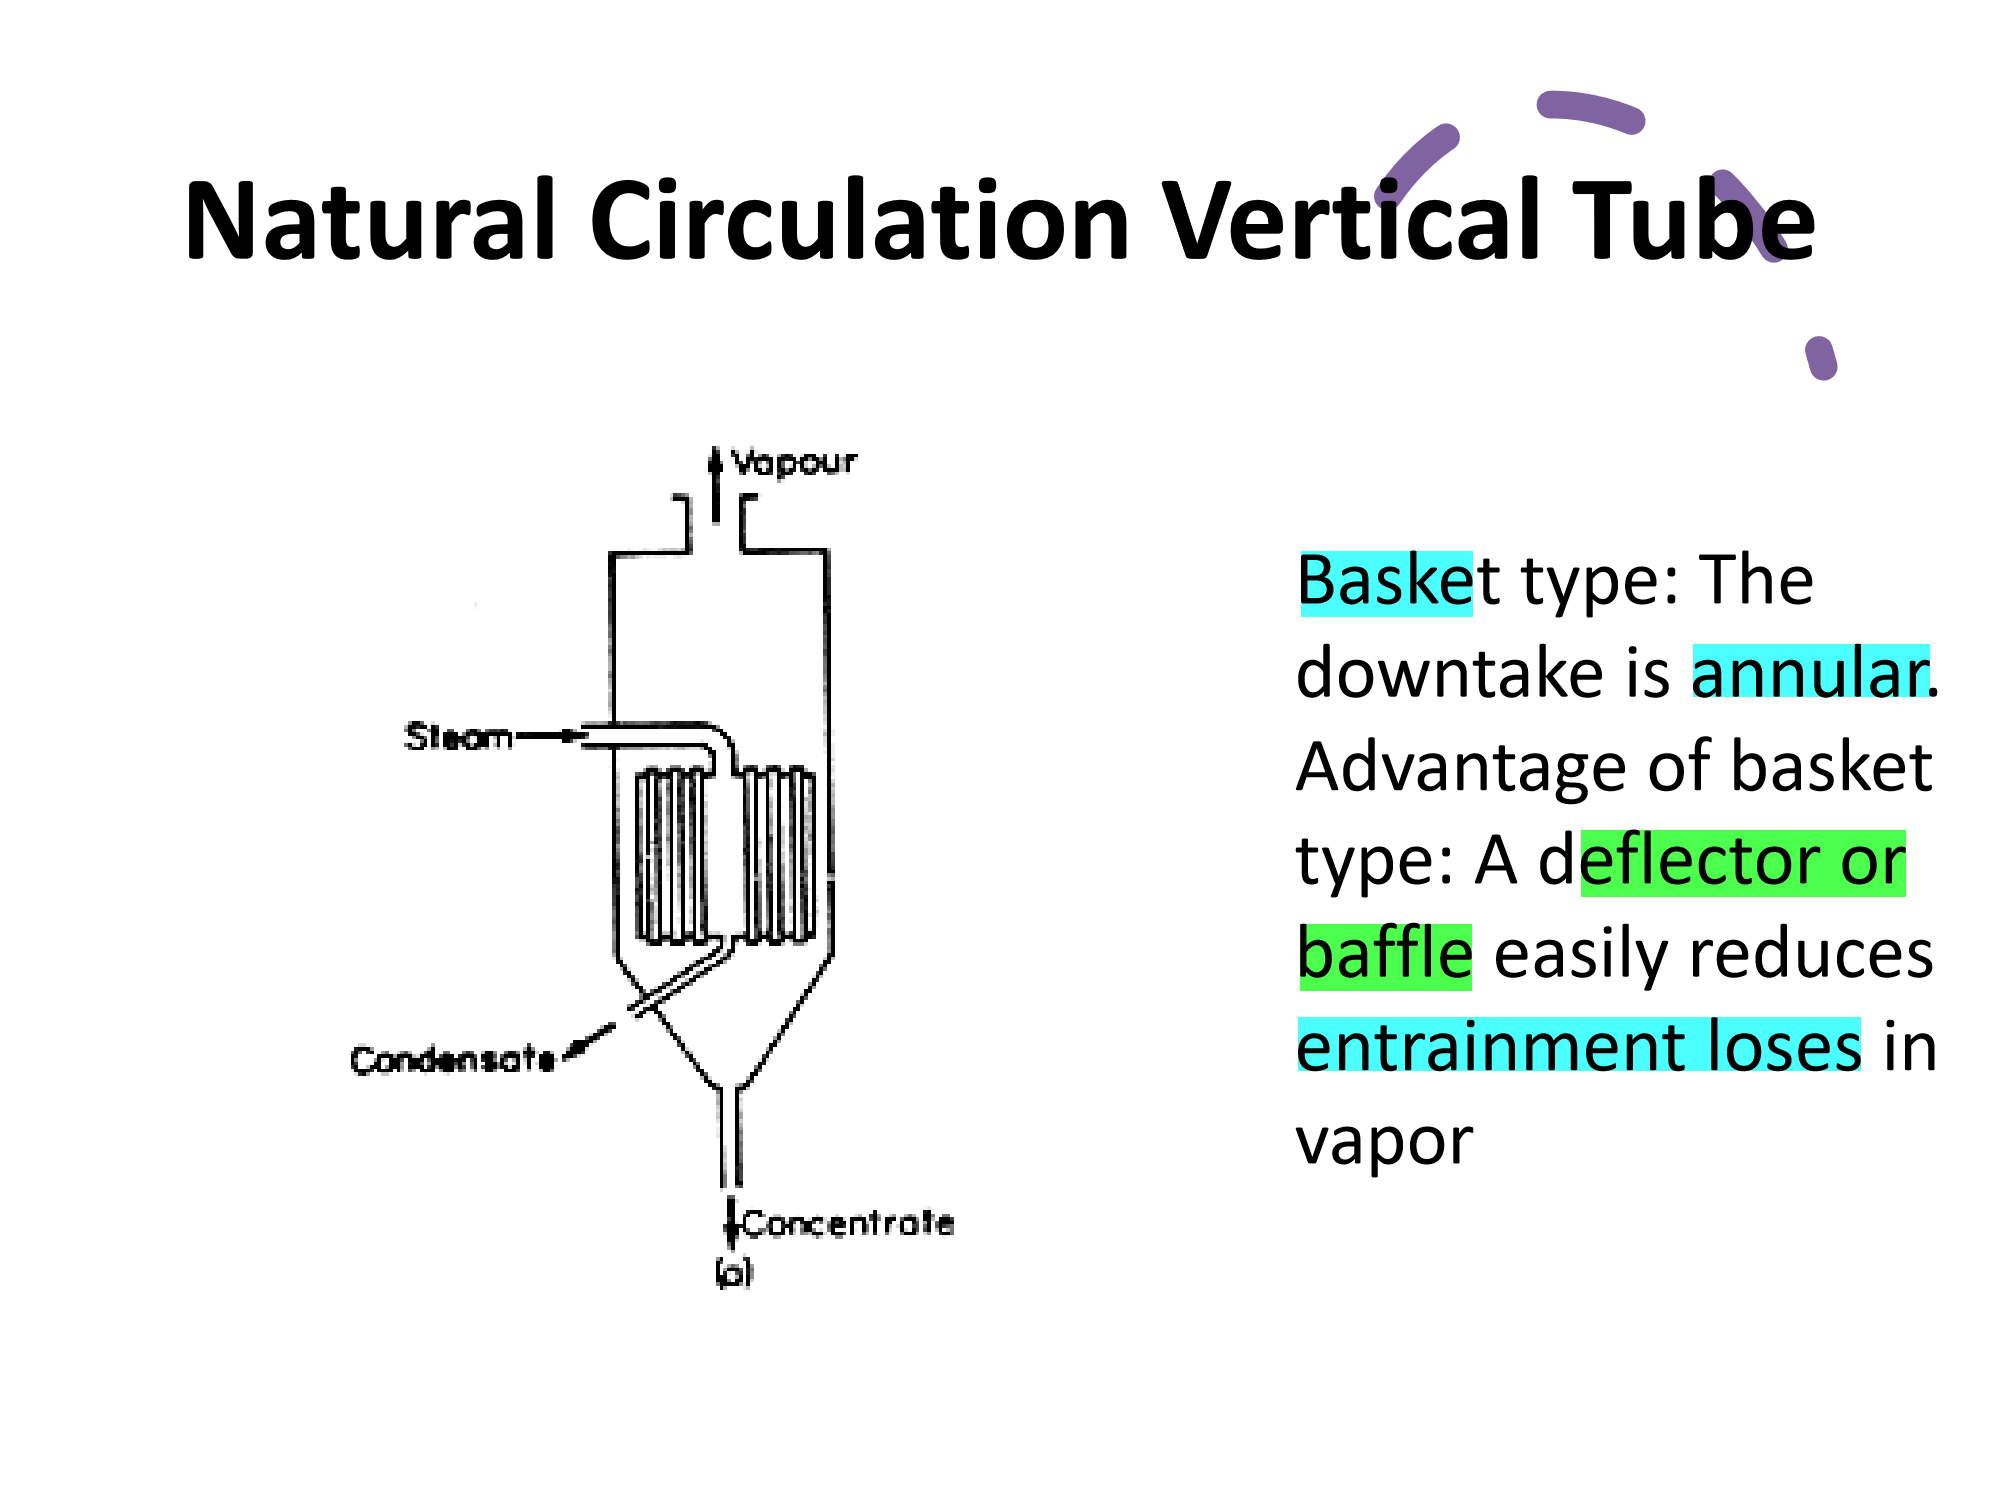 Natural Circulation Vertical Tube
Vapour
Steam
Condensate
Concentrate
(a)
Basket type: The
downtake is annular.
Advantage of basket
type: A deflector or
baffle easily reduces
entrainment loses in
vapor